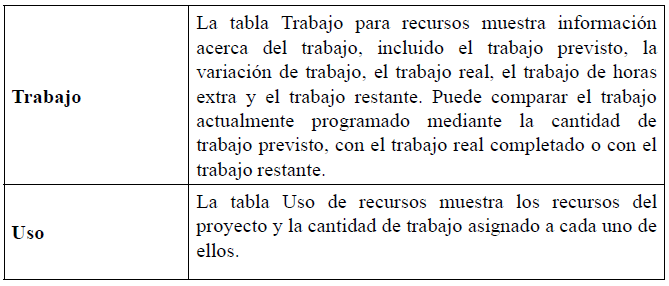 Trabajo
La tabla Trabajo para recursos muestra información
acerca del trabajo, incluido el trabajo previsto, la
variación de trabajo, el trabajo real, el trabajo de horas
extra y el trabajo restante. Puede comparar el trabajo
actualmente programado mediante la cantidad de
trabajo previsto, con el trabajo real completado o con el
trabajo restante.
Uso
La tabla Uso de recursos muestra los recursos del
proyecto y la cantidad de trabajo asignado a cada uno de
ellos.